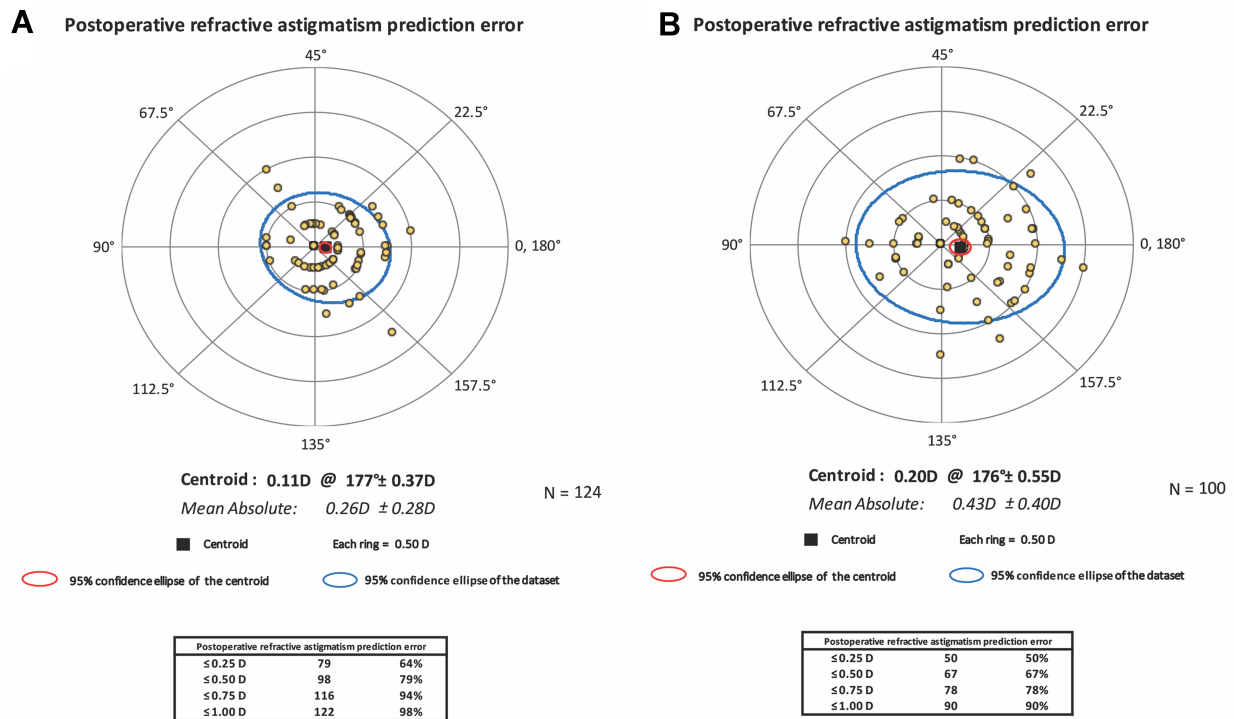 A
Postoperative refractive astigmatism prediction error
45°
67.5°
22.5°
90°
0, 180°
112.5°
157.5°
135°
Centroid : 0.11D @ 177°± 0.37D
Mean Absolute: 0.26D ± 0.28D
N = 124
Centroid
Each ring = 0.50 D
95% confidence ellipse of the centroid
95% confidence ellipse of the dataset
Postoperative refractive astigmatism prediction error
≤ 0.25 D 79 64%
≤ 0.50 D 98 79%
≤ 0.75 D 116 94%
≤ 1.00 D 122 98%
B
Postoperative refractive astigmatism prediction error
45°
67.5°
22.5°
90°
0, 180°
112.5°
157.5°
135°
Centroid : 0.20D @ 176°± 0.55D
Mean Absolute: 0.43D ± 0.40D
N = 100
Centroid
Each ring = 0.50 D
95% confidence ellipse of the centroid
95% confidence ellipse of the dataset
Postoperative refractive astigmatism prediction error
≤ 0.25 D 50 50%
≤ 0.50 D 67 67%
≤ 0.75 D 78 78%
≤ 1.00 D 90 90%